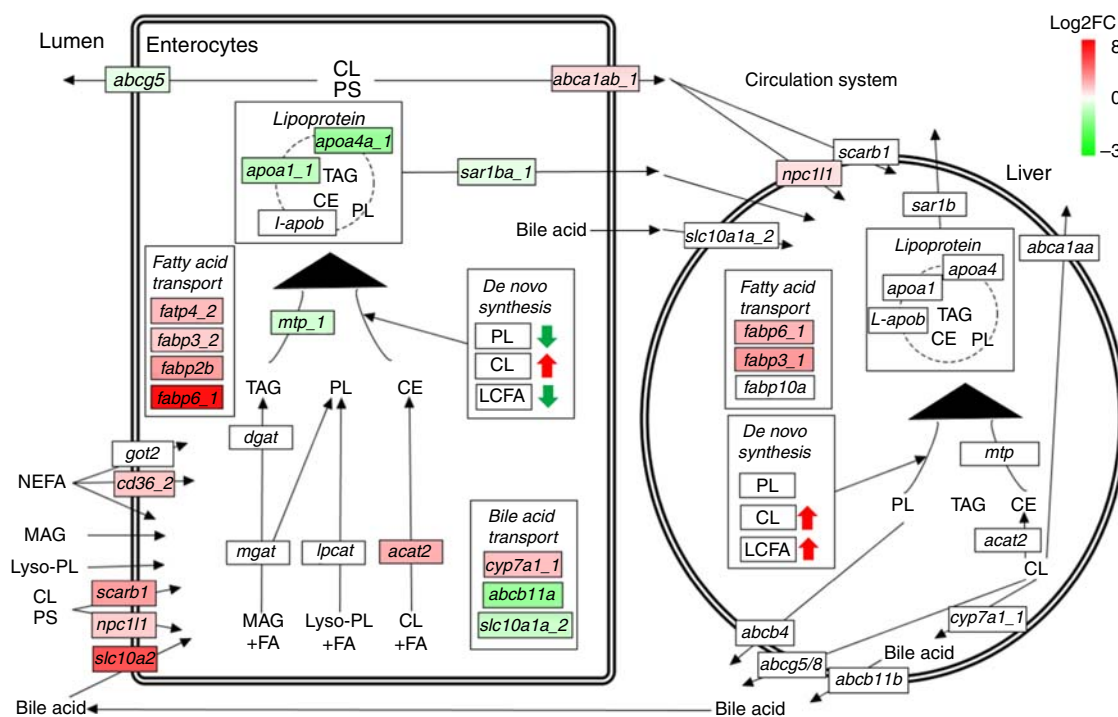 Log2FC
8
0
–3
Lumen
Enterocytes
abcg5
CL
PS
abca1ab_1
Circulation system
Lipoprotein
apoa4a_1
apoa1_1
TAG
CE
PL
l-apob
sar1ba_1
Bile acid
Fatty acid
transport
fatp4_2
fabp3_2
fabp2b
fabp6_1
mtp_1
De novo
synthesis
PL
CL
LCFA
TAG
PL
CE
dgat
got2
NEFA
cd36_2
MAG
Lyso-PL
CL
PS
scarb1
npc1l1
slc10a2
Bile acid
mgat
lpcat
acat2
MAG
+FA
Lyso-PL
+FA
CL
+FA
Bile acid
transport
cyp7a1_1
abcb11a
slc10a1a_2
Liver
scarb1
npc1l1
slc10a1a_2
sar1b
abca1aa
Lipoprotein
apoa4
apoa1
L-apob
TAG
CE
PL
Fatty acid
transport
fabp6_1
fabp3_1
fabp10a
De novo
synthesis
PL
CL
LCFA
mtp
PL
TAG
CE
acat2
CL
cyp7a1_1
abcb4
abcg5/8
Bile acid
abcb11b
Bile acid